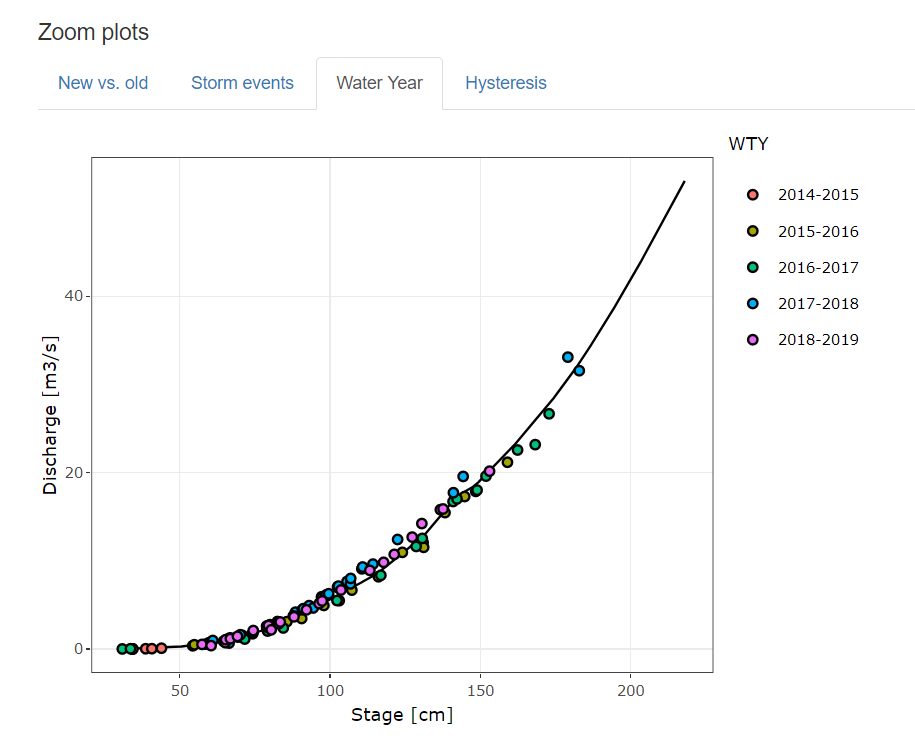 Zoom plots
New vs. old Storm events Water Year Hysteresis
WTY
2014-2015
2015-2016
2016-2017
2017-2018
2018-2019
40
20
0
Discharge [m3/s]
50 100 150 200
Stage [cm]